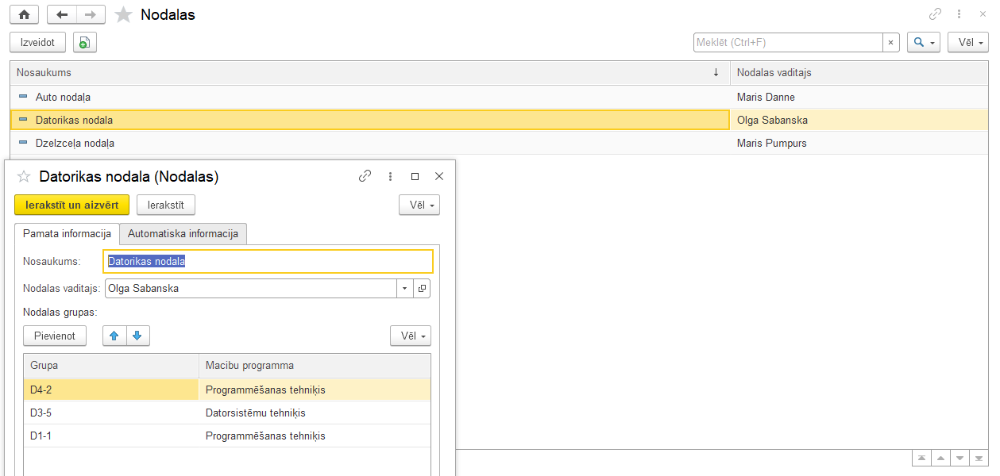 Nodalas
Izveidot
Meklēt (Ctrl+F)
Vēl
Nosaukums
Nodalas vaditajs
Auto nodaļa
Maris Danne
Datorikas nodala
Olga Sabanska
Dzelzceļa nodaļa
Maris Pumpurs
Datorikas nodala (Nodalas)
Ierakstīt un aizvērt
Ierakstīt
Vēl
Pamata informacija
Automatiska informacija
Nosaukums:
Datorikas nodala
Nodalas vaditajs:
Olga Sabanska
Nodalas grupas:
Pievienot
Vēl
Grupa
Macibu programma
D4-2
Programmēšanas tehniķis
D3-5
Datorsistēmu tehniķis
D1-1
Programmēšanas tehniķis